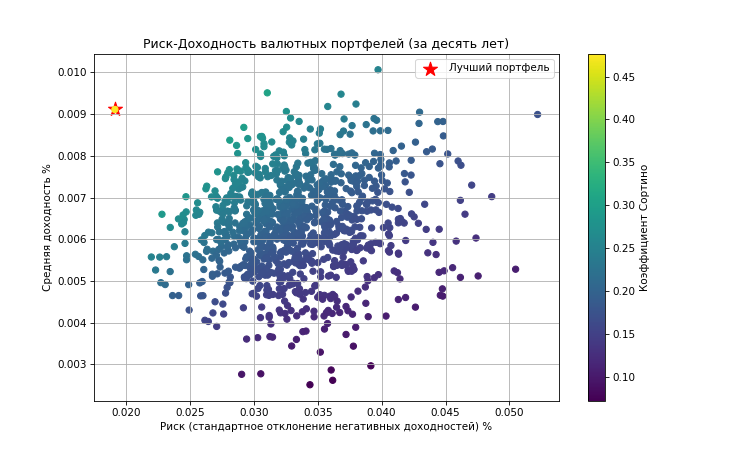 Риск-Доходность валютных портфелей (за десять лет)
Лучший портфель
0.010
0.009
0.008
0.007
0.006
0.005
0.004
0.003
Средняя доходность %
0.020 0.025 0.030 0.035 0.040 0.045 0.050
Риск (стандартное отклонение негативных доходностей) %
0.45
0.40
0.35
0.30
0.25
0.20
0.15
0.10
Коэффициент Сортино